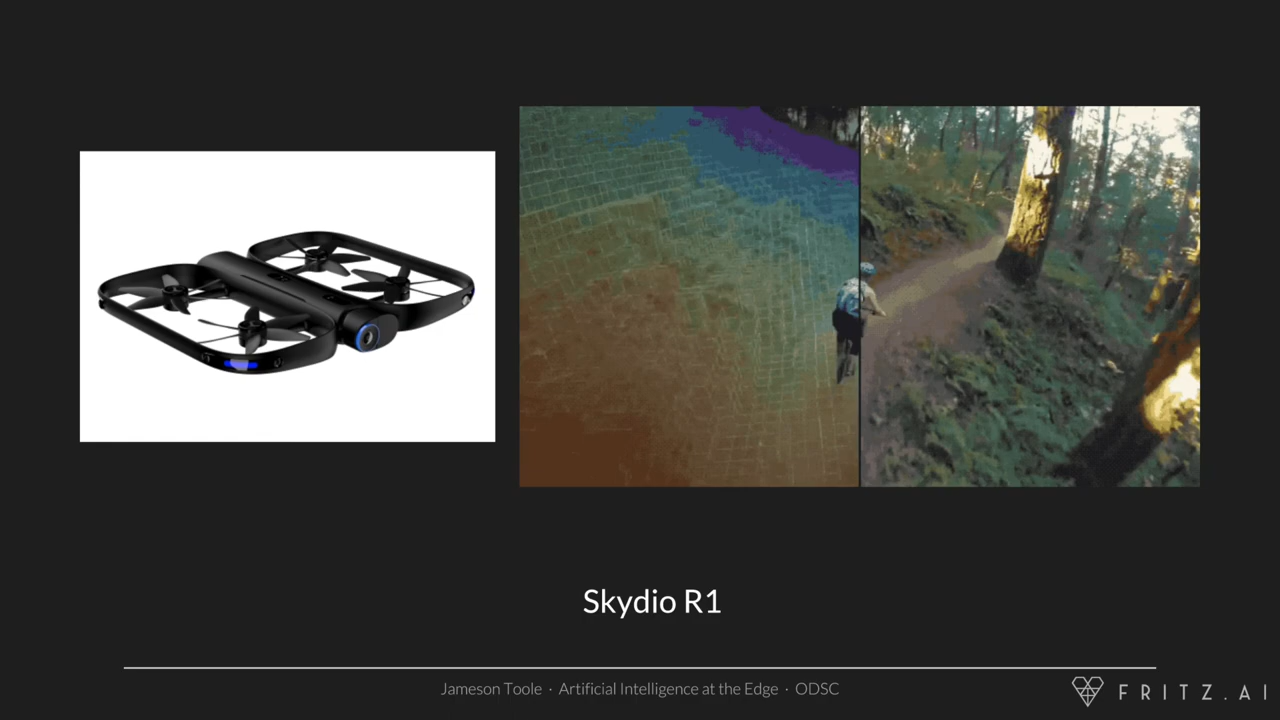 Skydio R1
Jameson Toole · Artificial Intelligence at the Edge · ODSC
FRITZ.AI